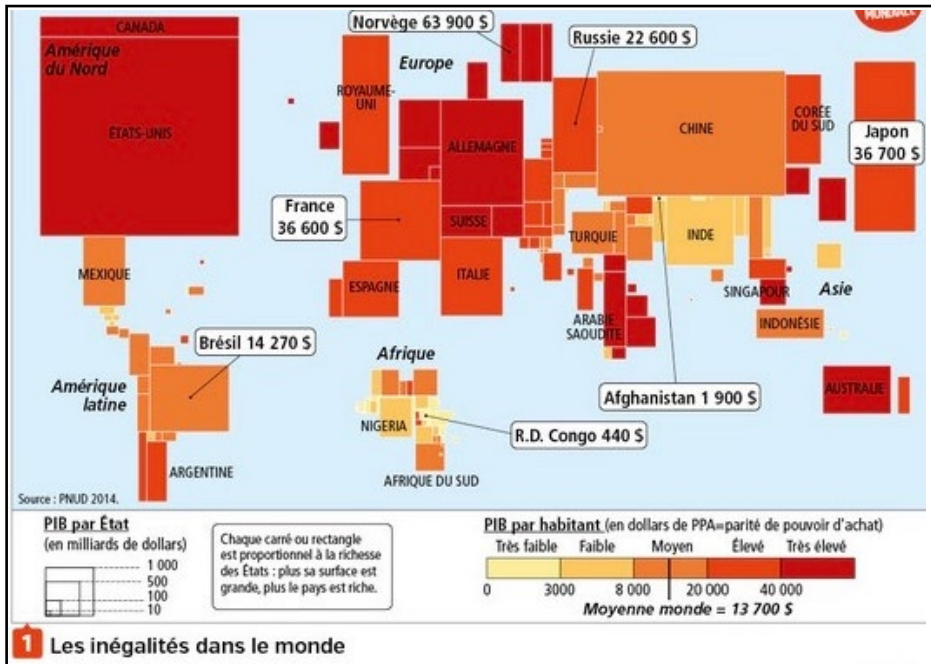 MONDIALE
CANADA
Amérique
du Nord
ÉTATS-UNIS
Norvège 63 900 $
Europe
Russie 22 600 $
ROYAUME-
UNI
ALLEMAGNE
CHINE
CORÉE
DU SUD
Japon
36 700 $
France
36 600 $
SUISSE
TURQUIE
INDE
MEXIQUE
ESPAGNE
ITALIE
SINGAPOUR
Asie
ARABIE
SAOUDITE
INDONÉSIE
Brésil 14 270 $
Afrique
Amérique
latine
Afghanistan 1 900 $
AUSTRALIE
NIGERIA
R.D. Congo 440 $
ARGENTINE
AFRIQUE DU SUD
Source : PNUD 2014.
PIB par État
(en milliards de dollars)
1 000
500
100
10
Chaque carré ou rectangle
est proportionnel à la richesse
des États : plus sa surface est
grande, plus le pays est riche.
PIB par habitant (en dollars de PPA=parité de pouvoir d'achat)
Très faible Faible Moyen Élevé Très élevé
0 3000 8 000 20 000 40 000
Moyenne monde = 13 700 $
1 Les inégalités dans le monde